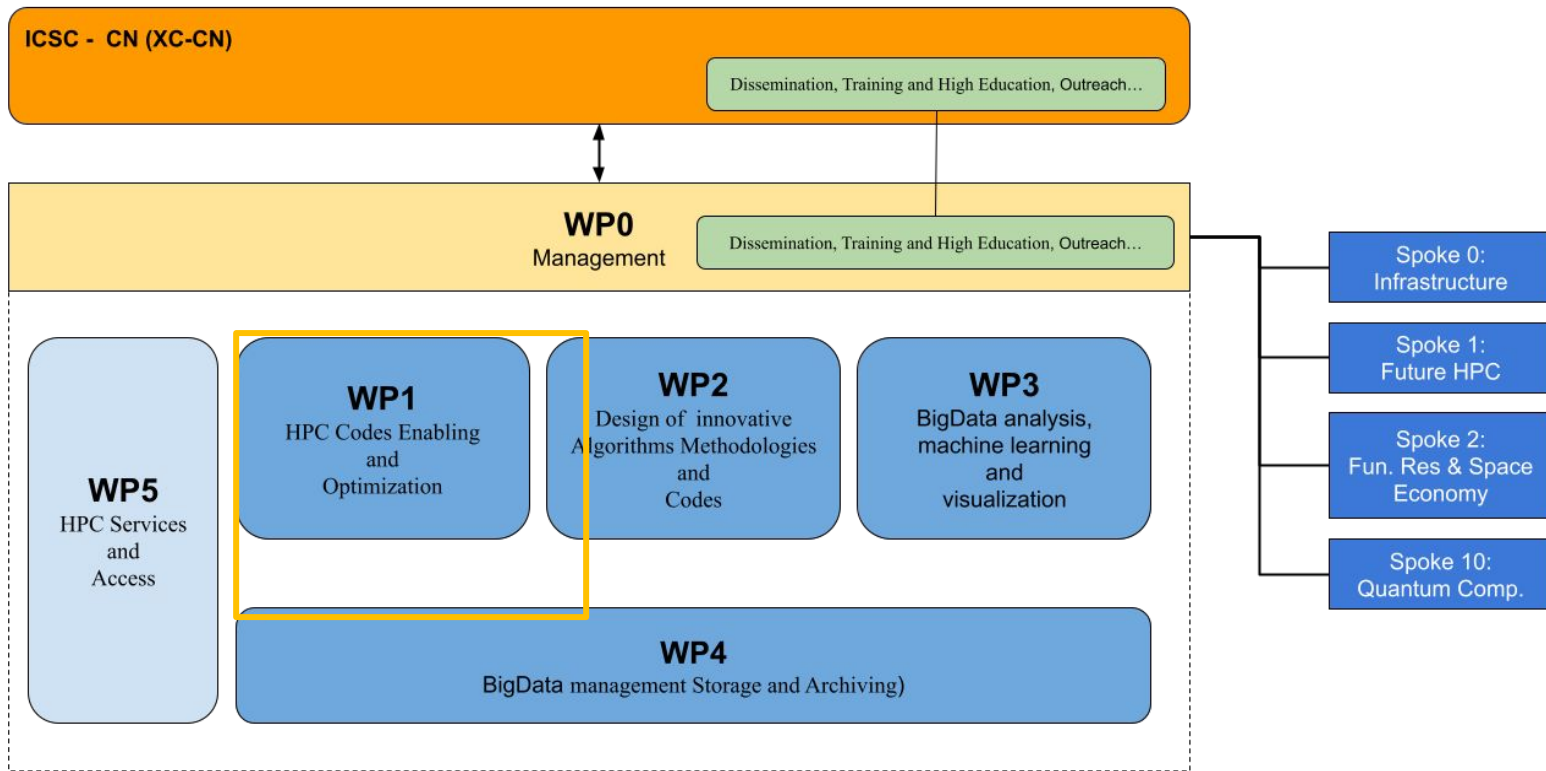 ICSC - CN (XC-CN)
Dissemination, Training and High Education, Outreach…
WP0
Management
Dissemination, Training and High Education, Outreach…
Spoke 0:
Infrastructure
Spoke 1:
Future HPC
Spoke 2:
Fun. Res & Space
Economy
Spoke 10:
Quantum Comp.
WP5
HPC Services
and
Access
WP1
HPC Codes Enabling
and
Optimization
WP2
Design of innovative
Algorithms Methodologies
and
Codes
WP3
BigData analysis,
machine learning
and
visualization
WP4
BigData management Storage and Archiving)